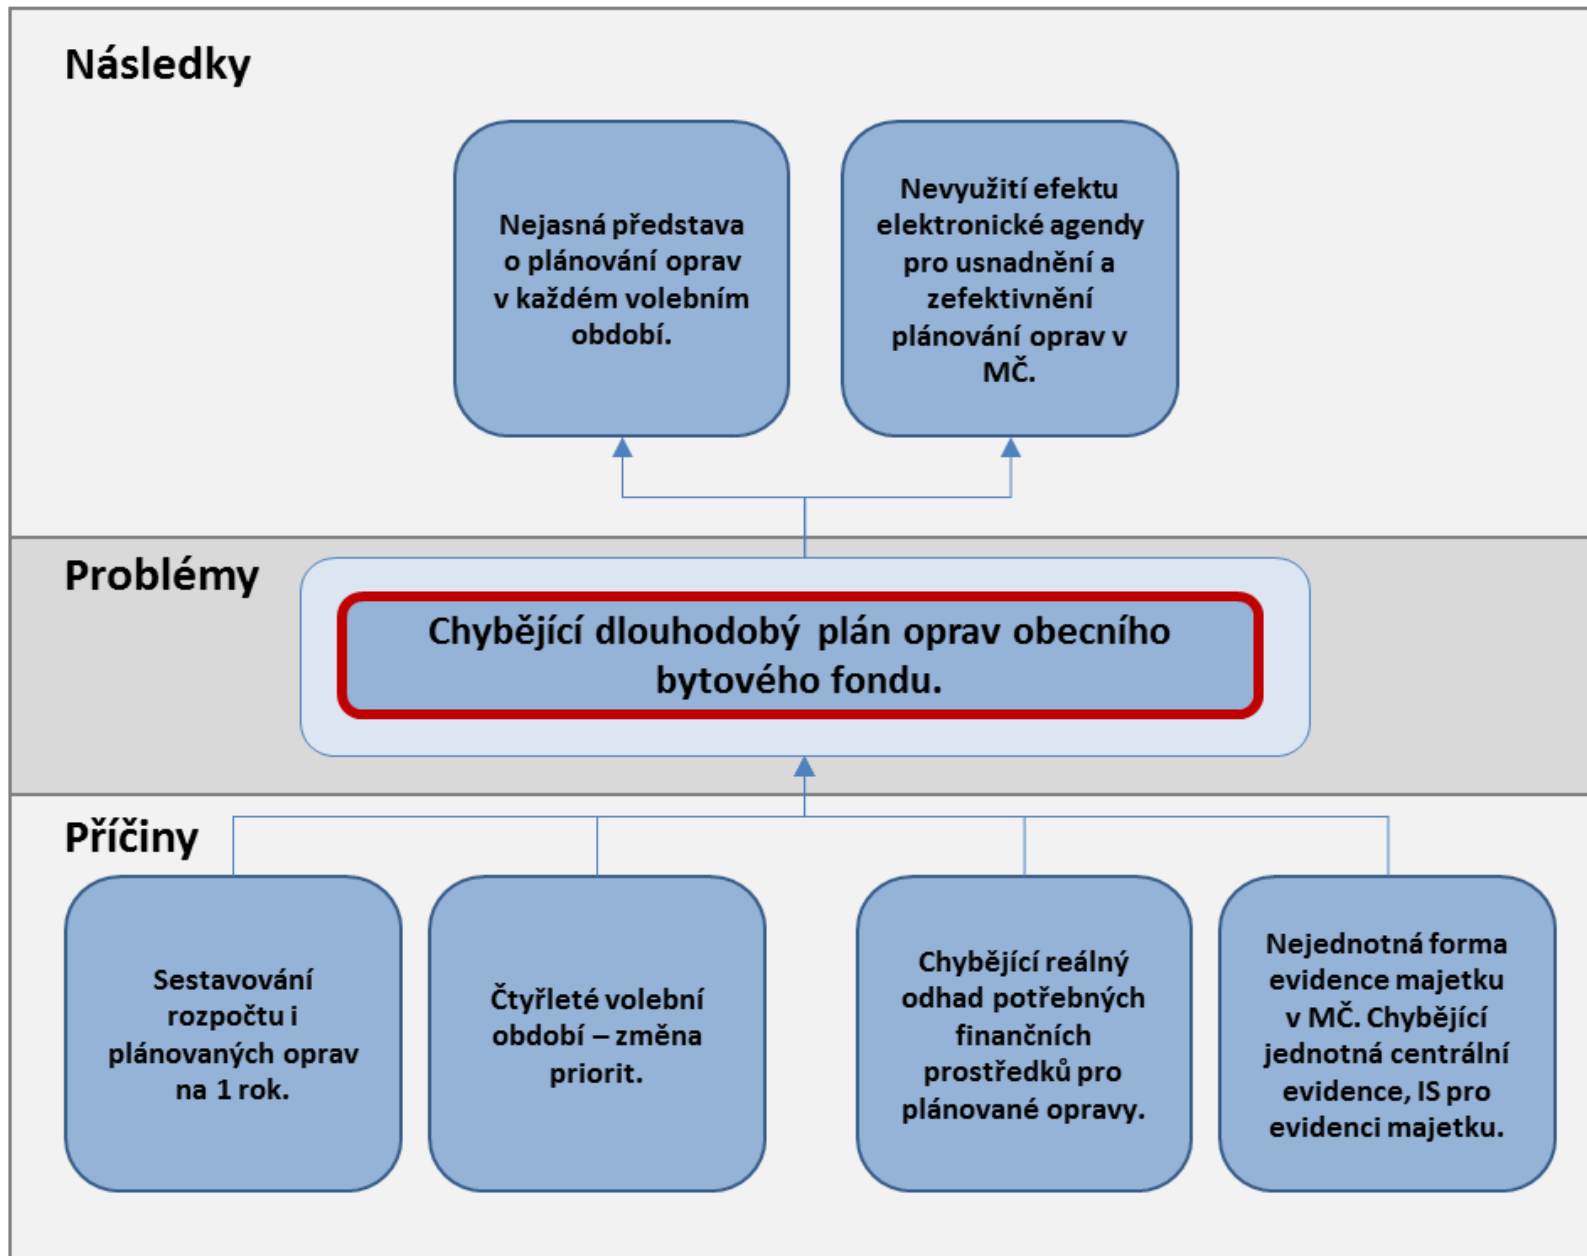 Následky
Nejasná představa
o plánování oprav
v každém volebním
období.
Nevyužití efektu
elektronické agendy
pro usnadnění a
zefektivnění
plánování oprav v
MČ.
Problémy
Chybějící dlouhodobý plán oprav obecního
bytového fondu.
Příčiny
Sestavování
rozpočtu i
plánovaných oprav
na 1 rok.
Čtyřleté volební
období – změna
priorit.
Chybějící reálný
odhad potřebných
finančních
prostředků pro
plánované opravy.
Nejednotná forma
evidence majetku
v MČ. Chybějící
jednotná centrální
evidence, IS pro
evidenci majetku.